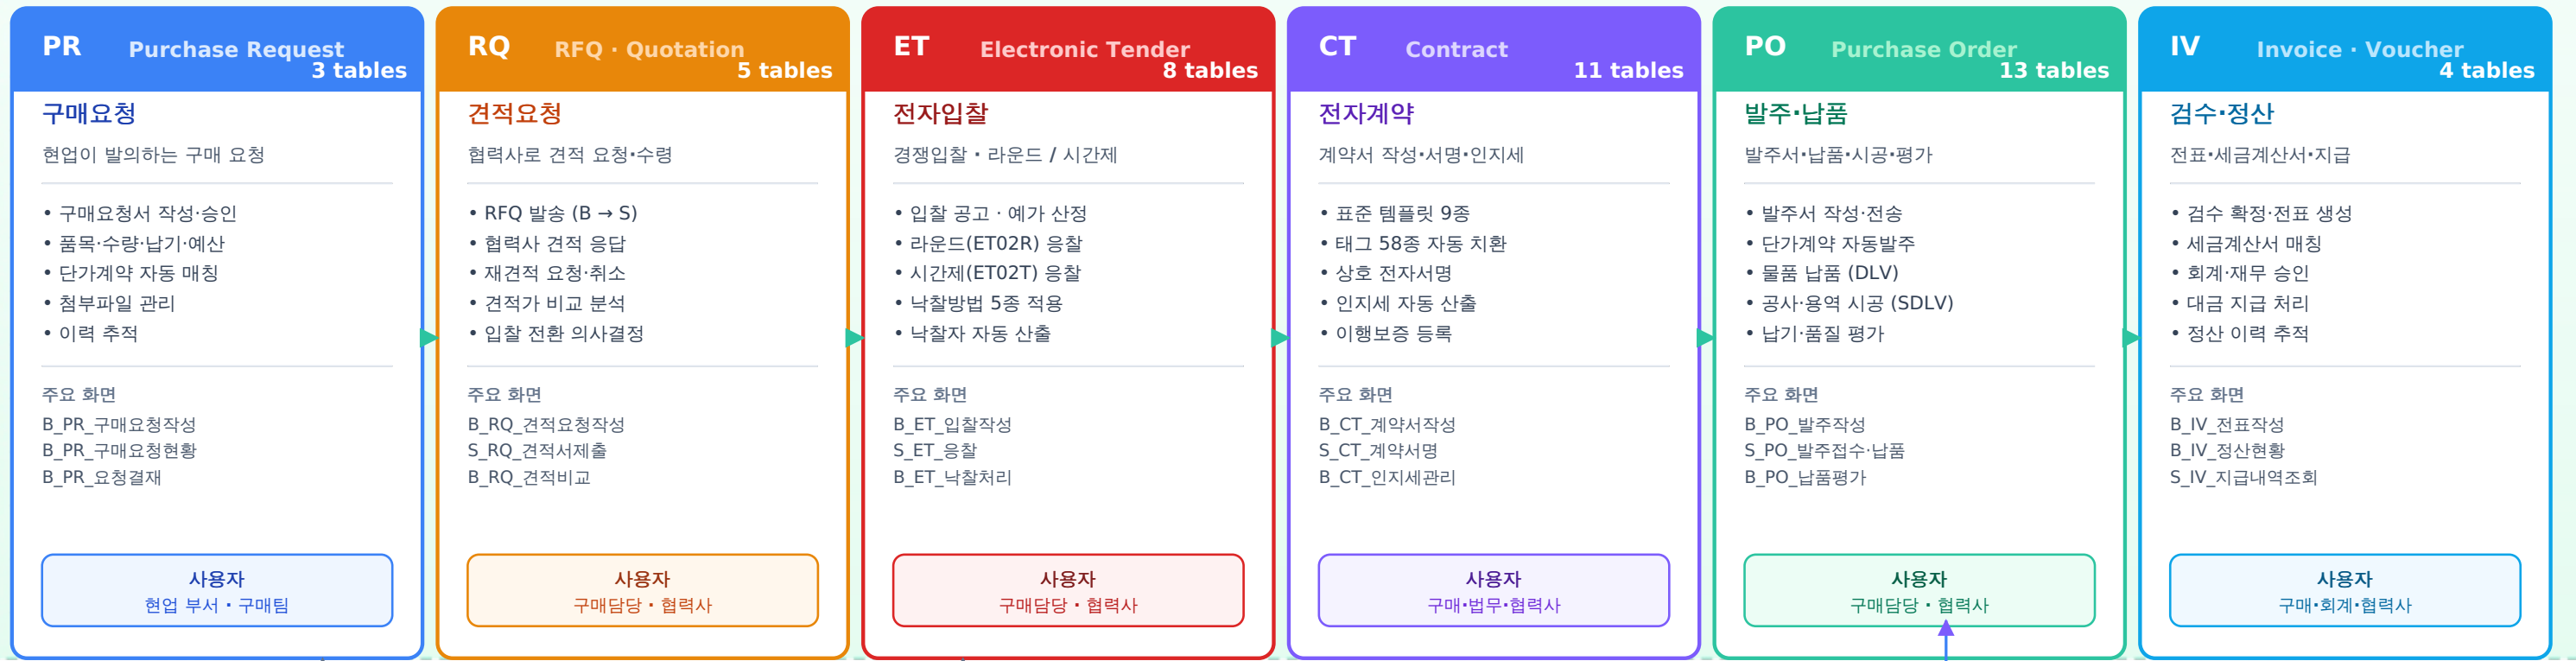 PR Purchase Request
3 tables
구매요청
현업이 발의하는 구매 요청
• 구매요청서 작성·승인
• 품목·수량·납기·예산
• 단가계약 자동 매칭
• 첨부파일 관리
• 이력 추적
주요 화면
B_PR_구매요청작성
B_PR_구매요청현황
B_PR_요청결재
사용자
현업 부서 · 구매팀
RQ RFQ · Quotation
5 tables
견적요청
협력사로 견적 요청·수령
• RFQ 발송 (B → S)
• 협력사 견적 응답
• 재견적 요청·취소
• 견적가 비교 분석
• 입찰 전환 의사결정
주요 화면
B_RQ_견적요청작성
S_RQ_견적서제출
B_RQ_견적비교
사용자
구매담당 · 협력사
ET Electronic Tender
8 tables
전자입찰
경쟁입찰 · 라운드 / 시간제
• 입찰 공고 · 예가 산정
• 라운드(ET02R) 응찰
• 시간제(ET02T) 응찰
• 낙찰방법 5종 적용
• 낙찰자 자동 산출
주요 화면
B_ET_입찰작성
S_ET_응찰
B_ET_낙찰처리
사용자
구매담당 · 협력사
CT Contract
11 tables
전자계약
계약서 작성·서명·인지세
• 표준 템플릿 9종
• 태그 58종 자동 치환
• 상호 전자서명
• 인지세 자동 산출
• 이행보증 등록
주요 화면
B_CT_계약서작성
S_CT_계약서명
B_CT_인지세관리
사용자
구매·법무·협력사
PO Purchase Order
13 tables
발주·납품
발주서·납품·시공·평가
• 발주서 작성·전송
• 단가계약 자동발주
• 물품 납품 (DLV)
• 공사·용역 시공 (SDLV)
• 납기·품질 평가
주요 화면
B_PO_발주작성
S_PO_발주접수·납품
B_PO_납품평가
사용자
구매담당 · 협력사
IV Invoice · Voucher
4 tables
검수·정산
전표·세금계산서·지급
• 검수 확정·전표 생성
• 세금계산서 매칭
• 회계·재무 승인
• 대금 지급 처리
• 정산 이력 추적
주요 화면
B_IV_전표작성
B_IV_정산현황
S_IV_지급내역조회
사용자
구매·회계·협력사